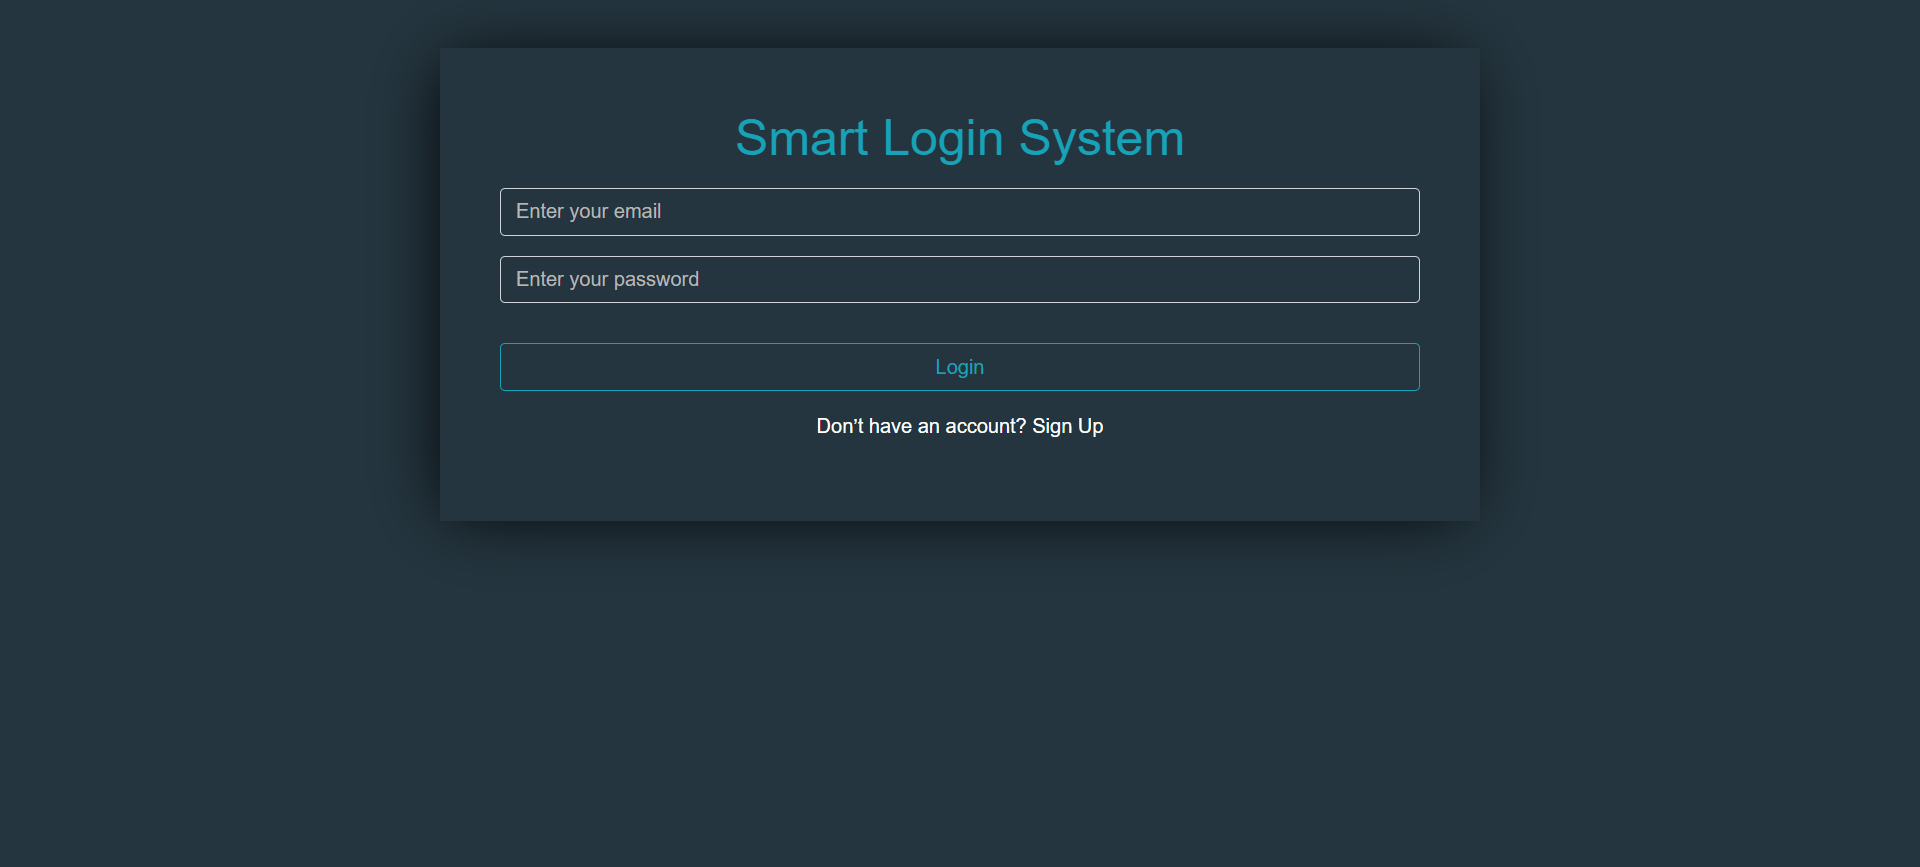 Smart Login System
Enter your email
Enter your password
Login
Don’t have an account? Sign Up